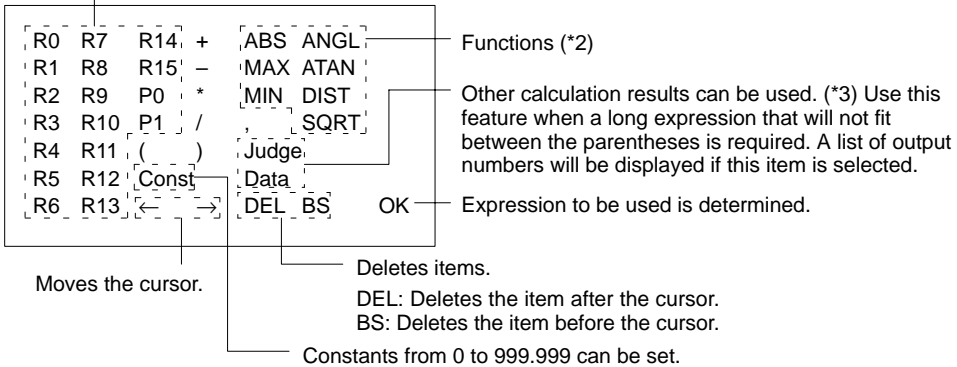 R0 R7 R14 + ABS ANGL
R1 R8 R15 – MAX ATAN
R2 R9 P0 * MIN DIST
R3 R10 P1 / , SQRT
R4 R11 ( ) Judge
R5 R12 Const Data
R6 R13 ← → DEL BS OK
Functions (*2)
Other calculation results can be used. (*3) Use this
feature when a long expression that will not fit
between the parentheses is required. A list of output
numbers will be displayed if this item is selected.
Expression to be used is determined.
Moves the cursor.
Deletes items.
DEL: Deletes the item after the cursor.
BS: Deletes the item before the cursor.
Constants from 0 to 999.999 can be set.